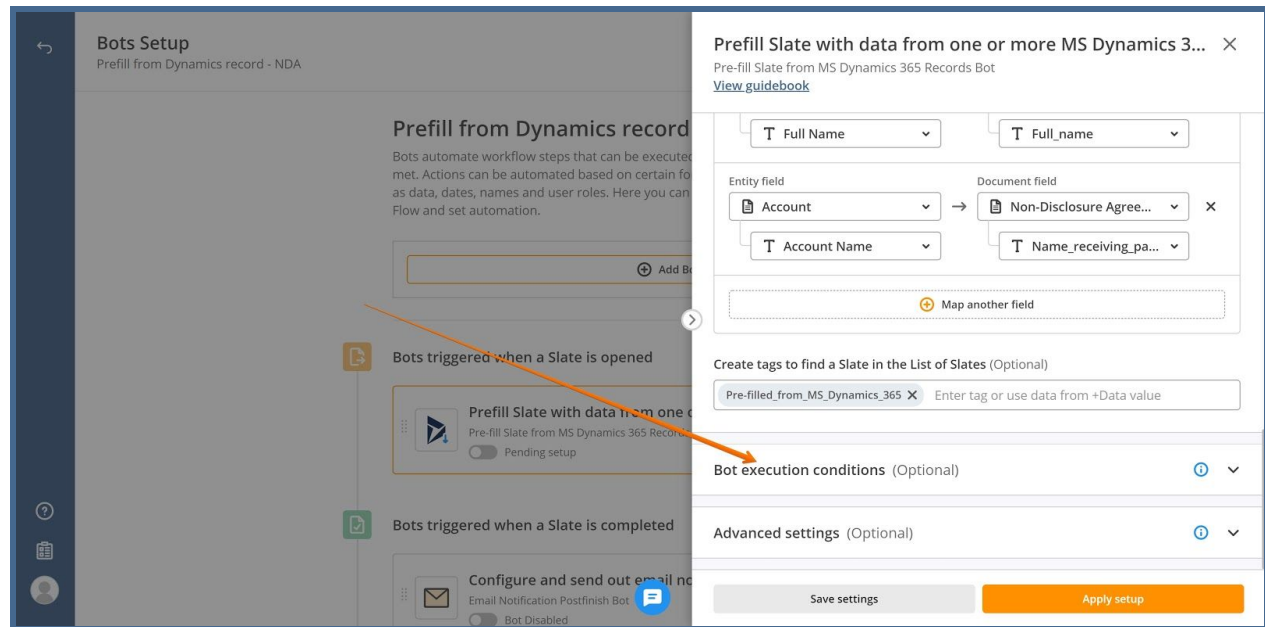 Bots Setup
Prefill from Dynamics record - NDA
Prefill from Dynamics record
Bots automate workflow steps that can be executed
met. Actions can be automated based on certain fo
as data, dates, names and user roles. Here you can
Flow and set automation.
Add Bo
Bots triggered when a Slate is opened
Prefill Slate with data from one o
Pre-fill Slate from MS Dynamics 365 Records
Pending setup
Bots triggered when a Slate is completed
Configure and send out email no
Email Notification Postfinish Bot
Bot Disabled
Prefill Slate with data from one or more MS Dynamics 3...
Pre-fill Slate from MS Dynamics 365 Records Bot
View guidebook
Full Name
Full_name
Entity field
Document field
Account
Non-Disclosure Agree...
Account Name
Name_receiving_pa...
Map another field
Create tags to find a Slate in the List of Slates (Optional)
Pre-filled_from_MS_Dynamics_365
Enter tag or use data from +Data value
Bot execution conditions (Optional)
Advanced settings (Optional)
Save settings
Apply setup